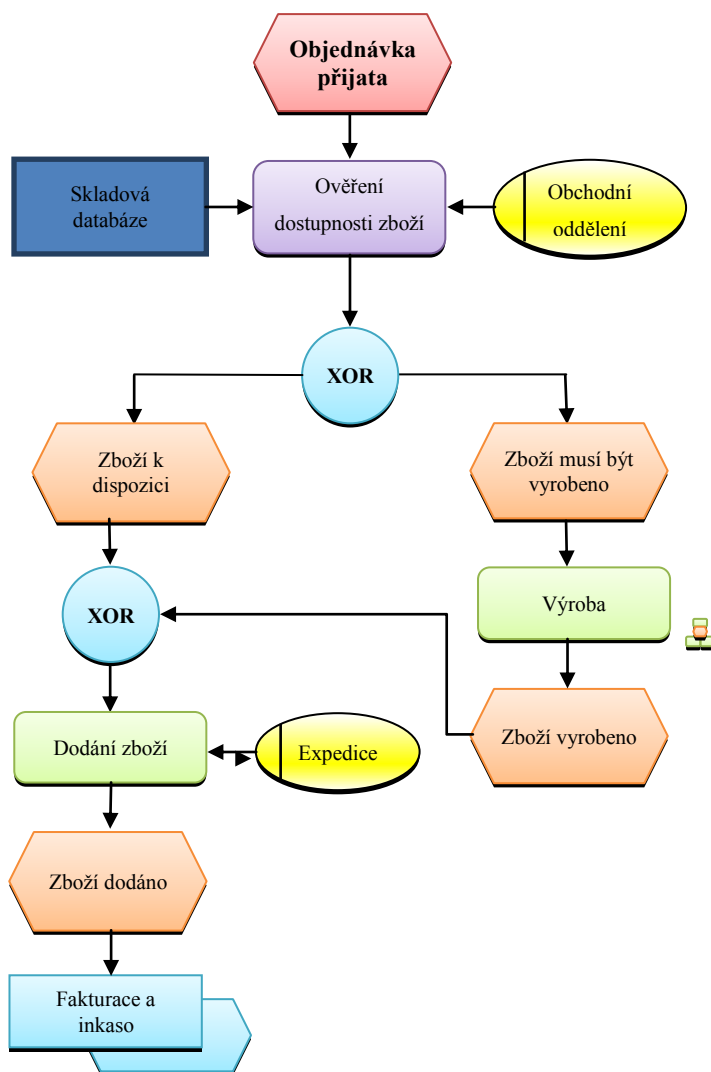 Objednávka
přijata
Skladová
databáze
Ověření
dostupnosti zboží
Obchodní
oddělení
XOR
Zboží k
dispozici
Zboží musí být
vyrobeno
XOR
Výroba
Dodání zboží
Expedice
Zboží vyrobeno
Zboží dodáno
Fakturace a
inkaso